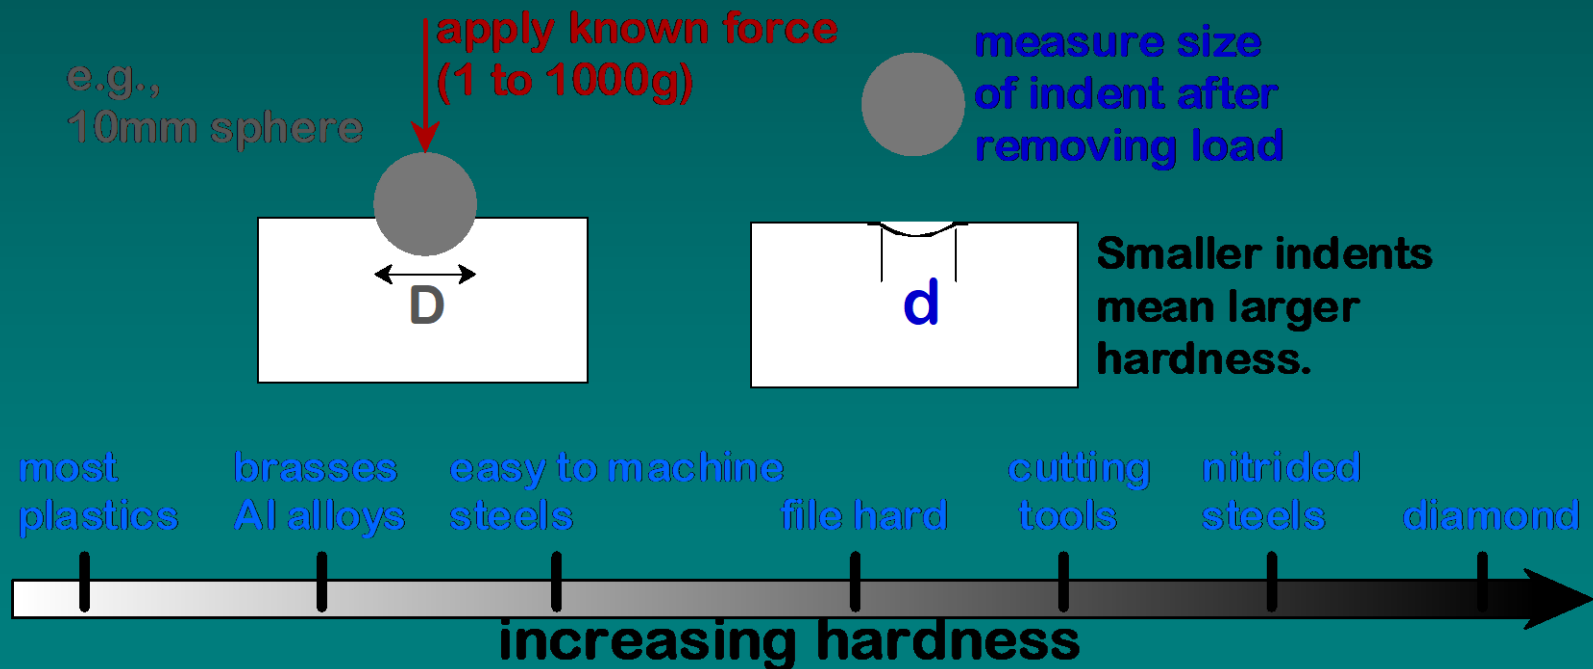 apply known force
(1 to 1000g)
e.g.,
10mm sphere
measure size
of indent after
removing load
D
d
Smaller indents
mean larger
hardness.
most
plastics
brasses
Al alloys
easy to machine
steels
file hard
cutting
tools
nitrided
steels
diamond
increasing hardness